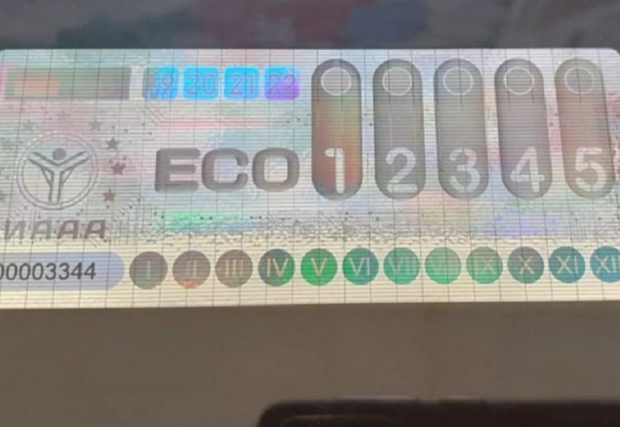 19 20 21 22
ECO 1 2 3 4 5
ИААА
00003344 I II III IV V VI VII VIII IX X XI XII